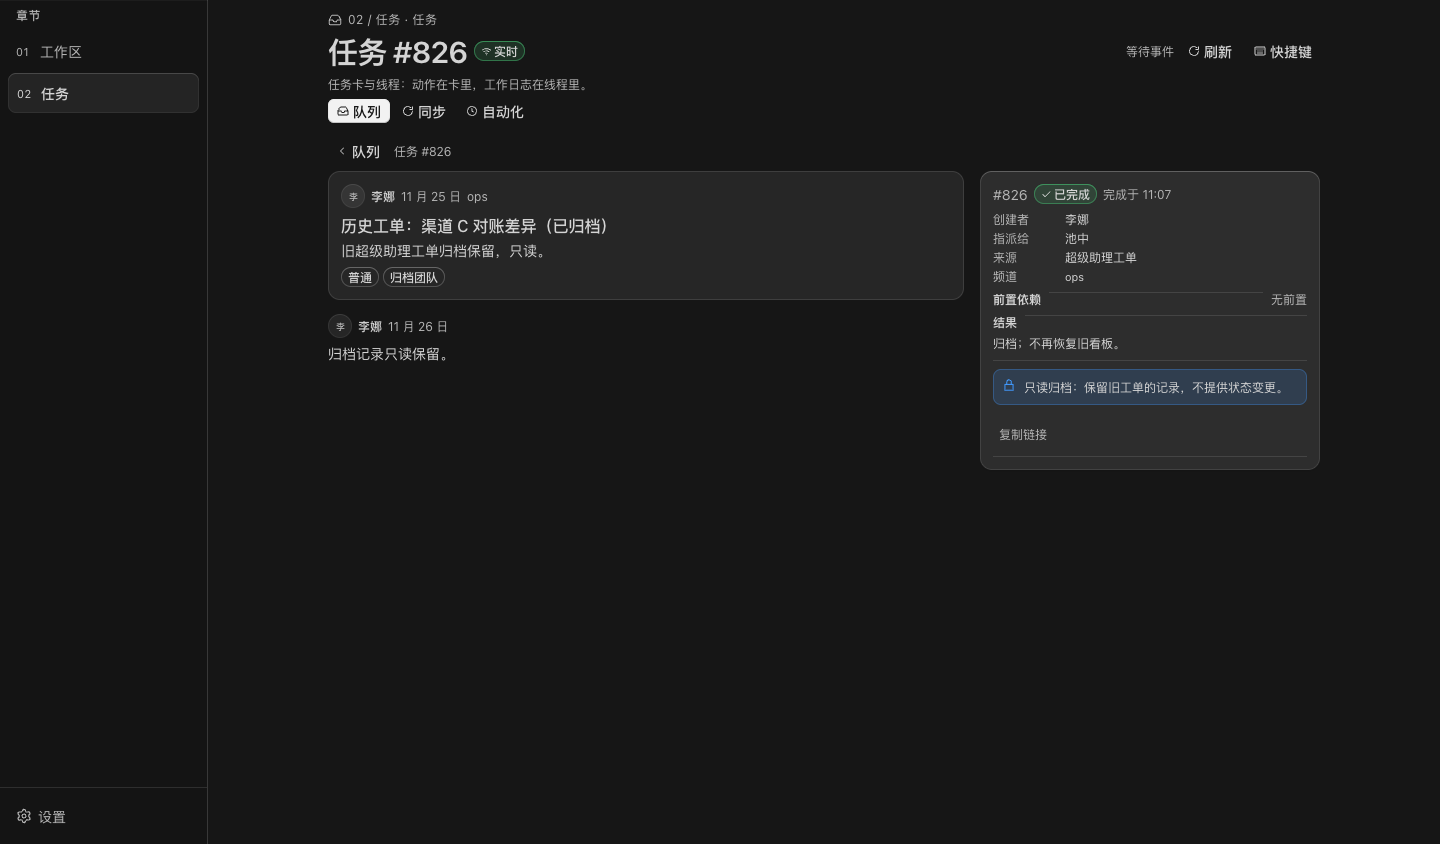 章节
01 工作区
02 任务
设置
02 / 任务 · 任务
任务 #826 实时
等待事件 刷新 快捷键
任务卡与线程：动作在卡里，工作日志在线程里。
队列 同步 自动化
队列 任务 #826
李 李娜 11 月 25 日 ops
历史工单：渠道 C 对账差异（已归档）
旧超级助理工单归档保留，只读。
普通 归档团队
李 李娜 11 月 26 日
归档记录只读保留。
#826 已完成 完成于 11:07
创建者 李娜
指派给 池中
来源 超级助理工单
频道 ops
前置依赖 无前置
结果
归档；不再恢复旧看板。
只读归档：保留旧工单的记录，不提供状态变更。
复制链接